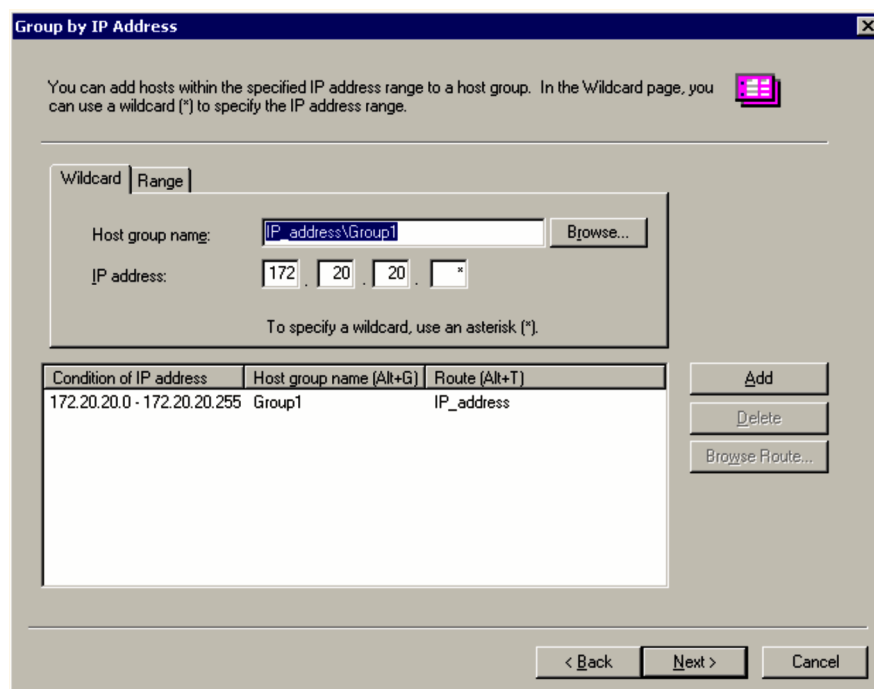 Group by IP Address
You can add hosts within the specified IP address range to a host group. In the Wildcard page, you
can use a wildcard (*) to specify the IP address range.
Wildcard Range
Host group name: IP_address\Group1 Browse...
IP address: 172 . 20 . 20 . *
To specify a wildcard, use an asterisk (*).
Condition of IP address Host group name (Alt+G) Route (Alt+T)
172.20.20.0 - 172.20.20.255 Group1 IP_address
Add
Delete
Browse Route...
< Back Next > Cancel